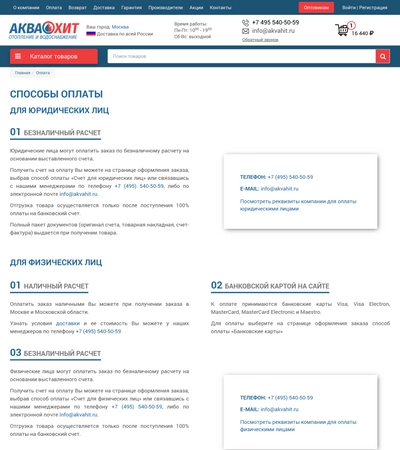 О компании Оплата Возврат Доставка Гарантия Производители Акции Контакты Оптовикам Войти | Регистрация
АКВАХИТ
ОТОПЛЕНИЕ И ВОДОСНАБЖЕНИЕ
Ваш город: Москва
Доставка по всей России
Время работы:
Пн-Пт: 10⁰⁰ - 19⁰⁰
Сб-Вс: выходной
+7 495 540-50-59
info@akvahit.ru
Обратный звонок
1
16 440 ₽
Каталог товаров
Поиск товаров
Главная Оплата
СПОСОБЫ ОПЛАТЫ
ДЛЯ ЮРИДИЧЕСКИХ ЛИЦ
01 БЕЗНАЛИЧНЫЙ РАСЧЕТ
Юридические лица могут оплатить заказ по безналичному расчету на
основании выставленного счета.
Получить счет на оплату Вы можете на странице оформления заказа,
выбрав способ оплаты «Счет для юридических лиц» или связавшись
с нашими менеджерами по телефону +7 (495) 540-50-59, либо по
электронной почте info@akvahit.ru.
Отгрузка товара осуществляется только после поступления 100%
оплаты на банковский счет.
Полный пакет документов (оригинал счета, товарная накладная, счет-
фактура) выдается при получении товара.
ТЕЛЕФОН: +7 (495) 540-50-59
E-MAIL: info@akvahit.ru
Посмотреть реквизиты компании для оплаты
юридическими лицами
ДЛЯ ФИЗИЧЕСКИХ ЛИЦ
01 НАЛИЧНЫЙ РАСЧЕТ
Оплатить заказ наличными Вы можете при получении заказа в
Москве и Московской области.
Узнать условия доставки и ее стоимость Вы можете у наших
менеджеров по телефону +7 (495) 540-50-59
02 БАНКОВСКОЙ КАРТОЙ НА САЙТЕ
К оплате принимаются банковские карты Visa, Visa Electron,
MasterCard, MasterCard Electronic и Maestro.
Для оплаты выберите на странице оформления заказа способ
оплаты «Банковские карты»
03 БЕЗНАЛИЧНЫЙ РАСЧЕТ
Физические лица могут оплатить заказ по безналичному расчету на
основании выставленного счета.
Получить счет на оплату Вы можете на странице оформления заказа,
выбрав способ оплаты «Счет для физических лиц» или связавшись с
нашими менеджерами по телефону +7 (495) 540-50-59, либо по
электронной почте info@akvahit.ru.
Отгрузка товара осуществляется только после поступления 100%
оплаты на банковский счет.
ТЕЛЕФОН: +7 (495) 540-50-59
E-MAIL: info@akvahit.ru
Посмотреть реквизиты компании для оплаты
физическими лицами